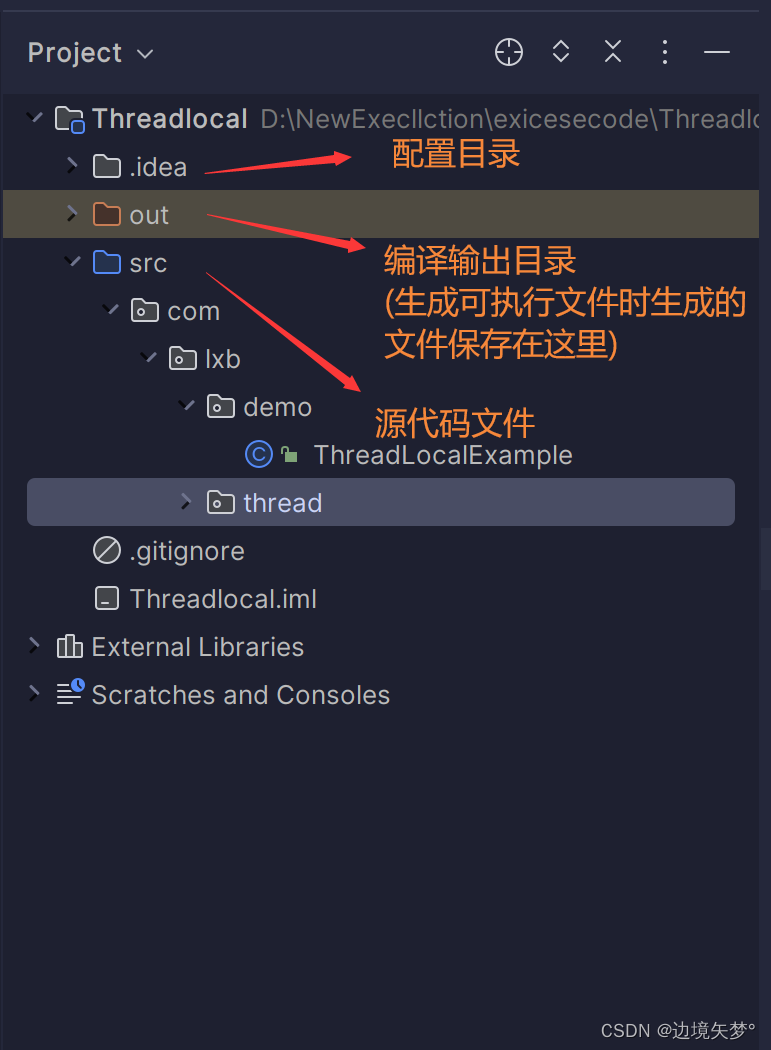 Project
Threadlocal D:\NewExecllction\exicesecode\Threadlo
.idea
配置目录
out
编译输出目录
(生成可执行文件时生成的
文件保存在这里)
src
com
lxb
demo
源代码文件
ThreadLocalExample
thread
.gitignore
Threadlocal.iml
External Libraries
Scratches and Consoles
CSDN @边境矢梦°